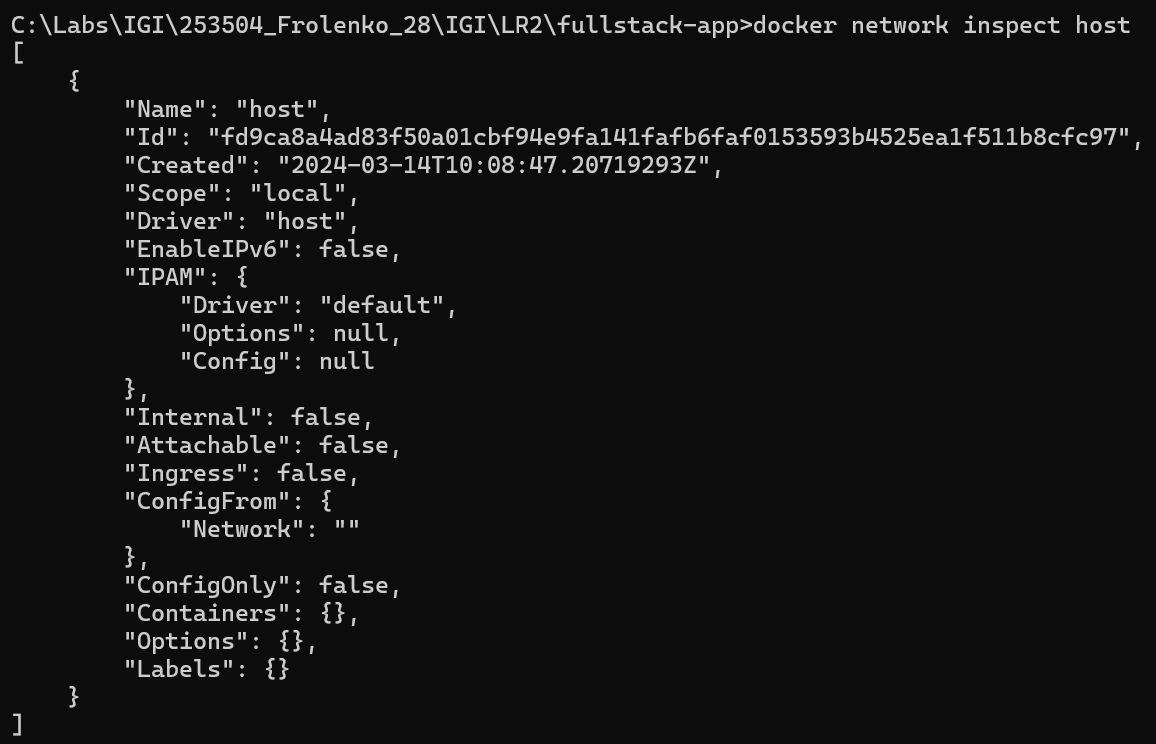 C:\Labs\IGI\253504_Frolenko_28\IGI\LR2\fullstack-app>docker network inspect host
[
    {
        "Name": "host",
        "Id": "fd9ca8a4ad83f50a01cbf94e9fa141fafb6faf0153593b4525ea1f511b8cfc97",
        "Created": "2024-03-14T10:08:47.20719293Z",
        "Scope": "local",
        "Driver": "host",
        "EnableIPv6": false,
        "IPAM": {
            "Driver": "default",
            "Options": null,
            "Config": null
        },
        "Internal": false,
        "Attachable": false,
        "Ingress": false,
        "ConfigFrom": {
            "Network": ""
        },
        "ConfigOnly": false,
        "Containers": {},
        "Options": {},
        "Labels": {}
    }
]